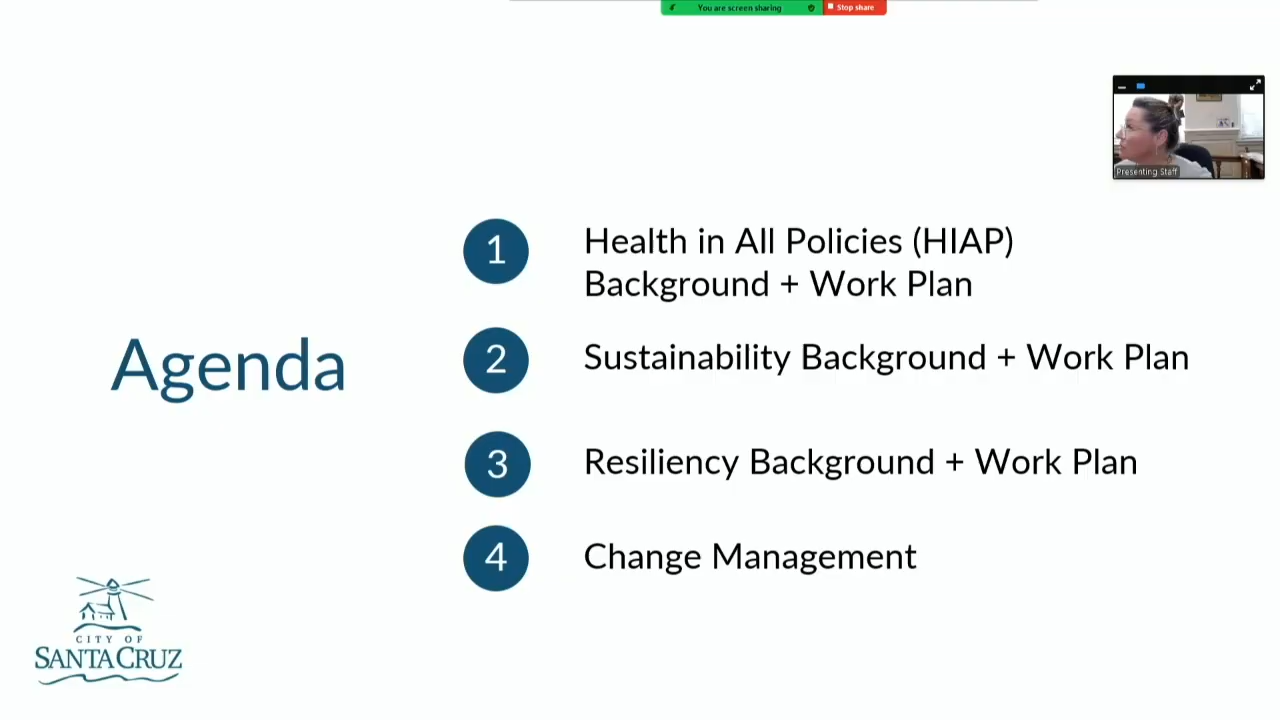 You are screen sharing
Stop share
Presenting Staff
Agenda
1
Health in All Policies (HIAP)
Background + Work Plan
2
Sustainability Background + Work Plan
3
Resiliency Background + Work Plan
4
Change Management
CITY OF
SANTA CRUZ